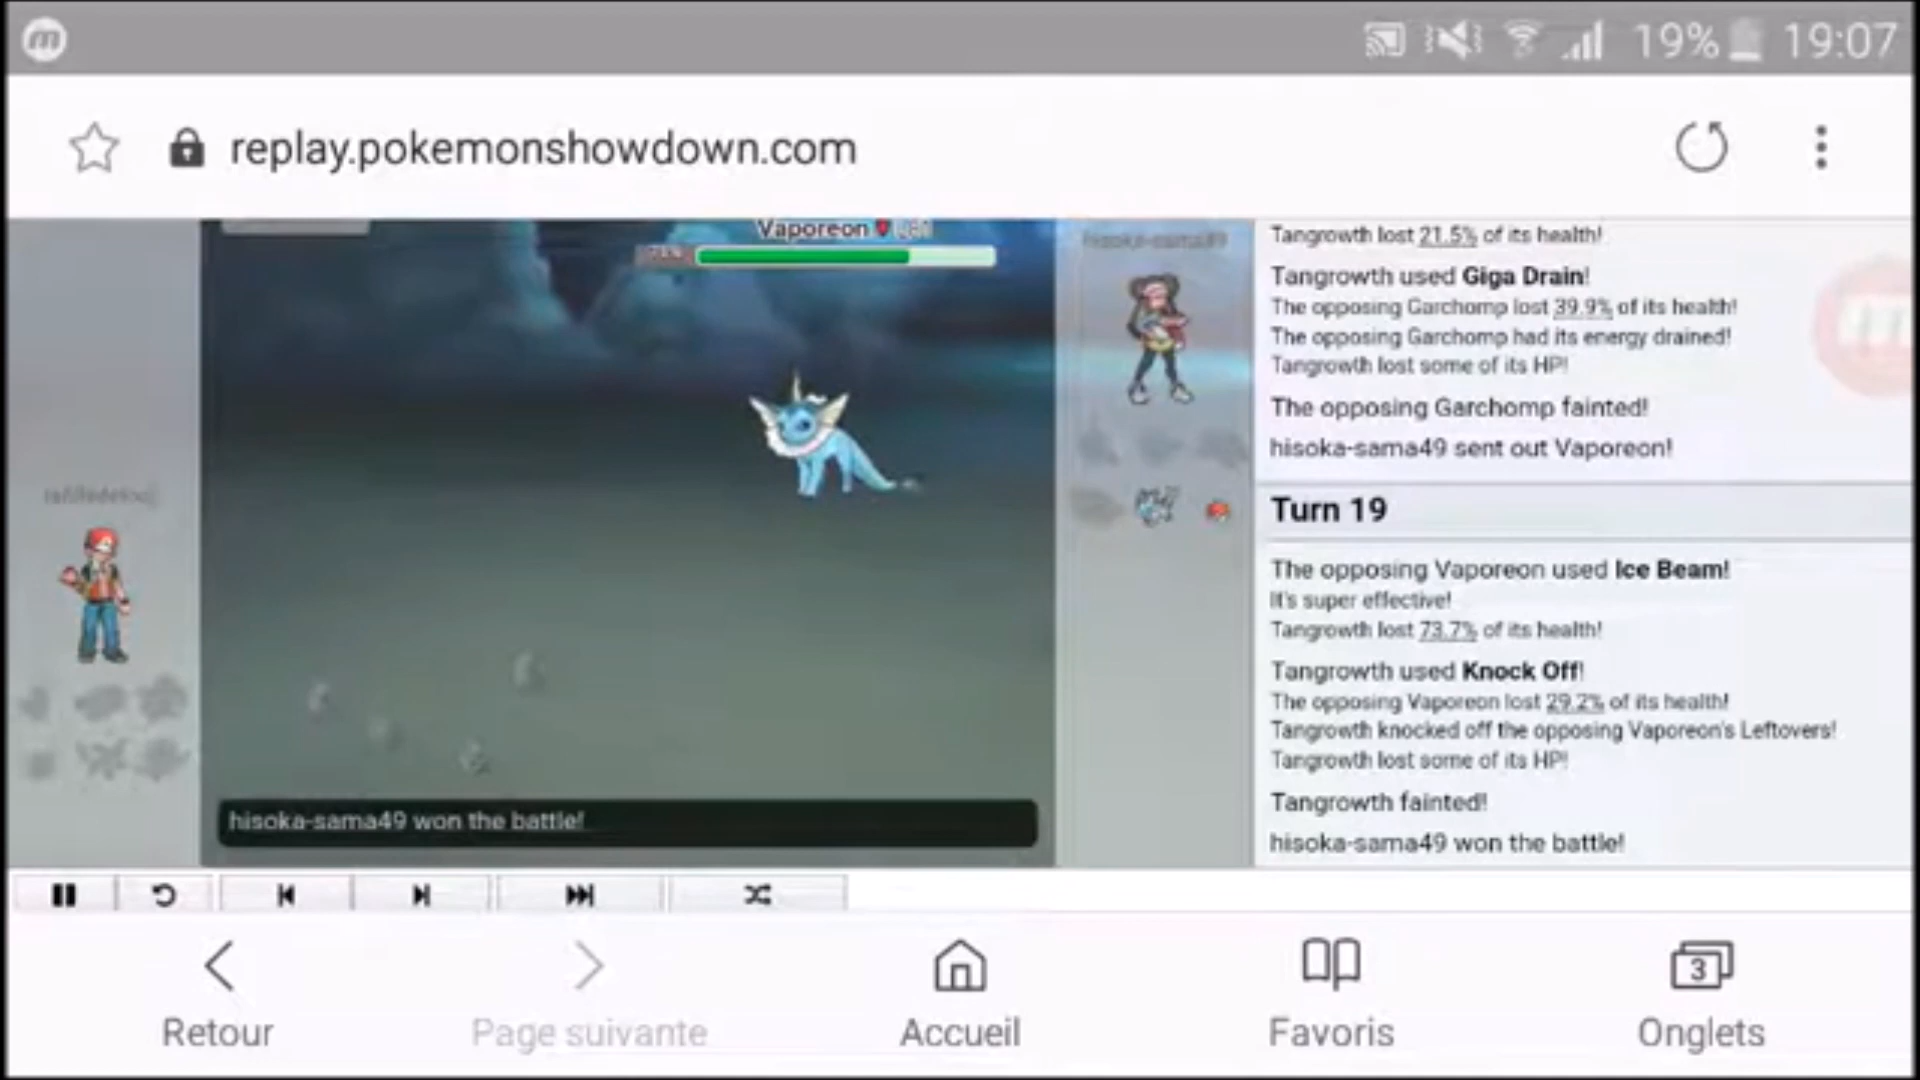 19% 19:07
replay.pokemonshowdown.com
Vaporeon
hisoka-sama49
Tangrowth lost 21.5% of its health!
Tangrowth used Giga Drain!
The opposing Garchomp lost 39.9% of its health!
The opposing Garchomp had its energy drained!
Tangrowth lost some of its HP!
The opposing Garchomp fainted!
hisoka-sama49 sent out Vaporeon!
Turn 19
The opposing Vaporeon used Ice Beam!
It's super effective!
Tangrowth lost 73.7% of its health!
Tangrowth used Knock Off!
The opposing Vaporeon lost 29.2% of its health!
Tangrowth knocked off the opposing Vaporeon's Leftovers!
Tangrowth lost some of its HP!
Tangrowth fainted!
hisoka-sama49 won the battle!
hisoka-sama49 won the battle!
Retour
Page suivante
Accueil
Favoris
3
Onglets